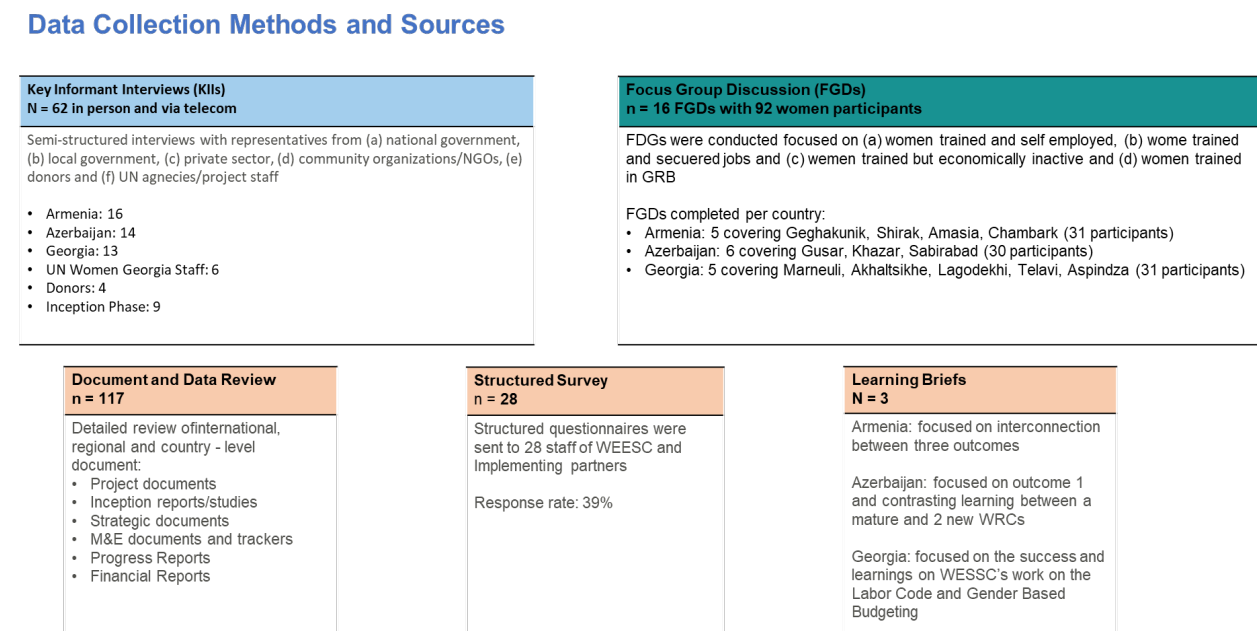 Data Collection Methods and Sources
Key Informant Interviews (KIIs)
N = 62 in person and via telecom
Semi-structured interviews with representatives from (a) national government,
(b) local government, (c) private sector, (d) community organizations/NGOs, (e)
donors and (f) UN agnecies/project staff
• Armenia: 16
• Azerbaijan: 14
• Georgia: 13
• UN Women Georgia Staff: 6
• Donors: 4
• Inception Phase: 9
Focus Group Discussion (FGDs)
n = 16 FGDs with 92 women participants
FDGs were conducted focused on (a) women trained and self employed, (b) wome trained
and secuered jobs and (c) wemen trained but economically inactive and (d) women trained
in GRB
FGDs completed per country:
• Armenia: 5 covering Geghakunik, Shirak, Amasia, Chambark (31 participants)
• Azerbaijan: 6 covering Gusar, Khazar, Sabirabad (30 participants)
• Georgia: 5 covering Marneuli, Akhaltsikhe, Lagodekhi, Telavi, Aspindza (31 participants)
Document and Data Review
n = 117
Detailed review ofinternational,
regional and country - level
document:
• Project documents
• Inception reports/studies
• Strategic documents
• M&E documents and trackers
• Progress Reports
• Financial Reports
Structured Survey
n = 28
Structured questionnaires were
sent to 28 staff of WEESC and
Implementing partners
Response rate: 39%
Learning Briefs
N = 3
Armenia: focused on interconnection
between three outcomes
Azerbaijan: focused on outcome 1
and contrasting learning between a
mature and 2 new WRCs
Georgia: focused on the success and
learnings on WESSC's work on the
Labor Code and Gender Based
Budgeting